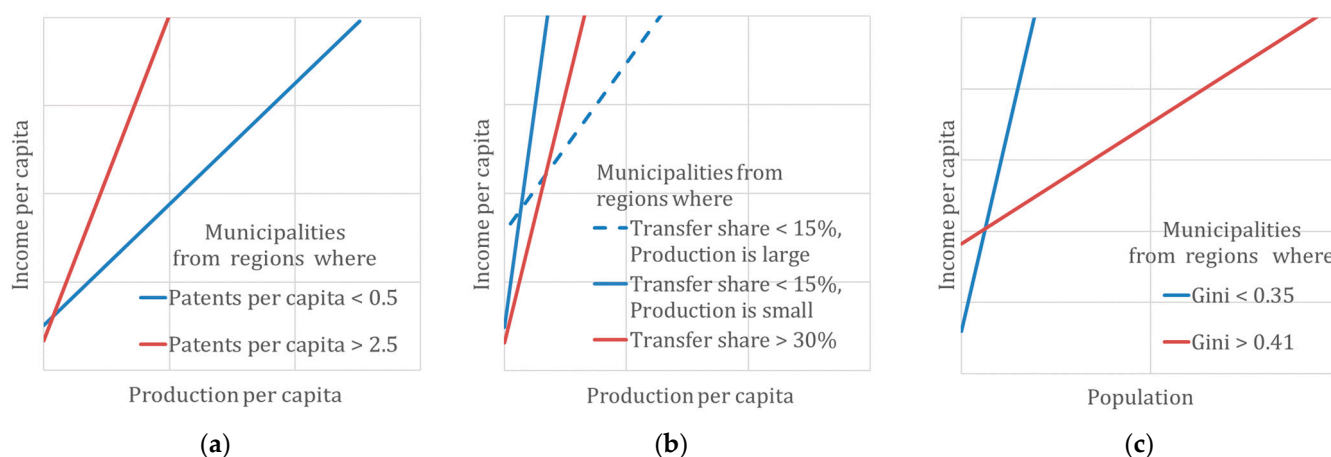 Income per capita
Municipalities
from regions where
Patents per capita < 0.5
Patents per capita > 2.5
Production per capita
(a)
Income per capita
Municipalities from
regions where
Transfer share < 15%,
Production is large
Transfer share < 15%,
Production is small
Transfer share > 30%
Production per capita
(b)
Income per capita
Municipalities
from regions where
Gini < 0.35
Gini > 0.41
Population
(c)